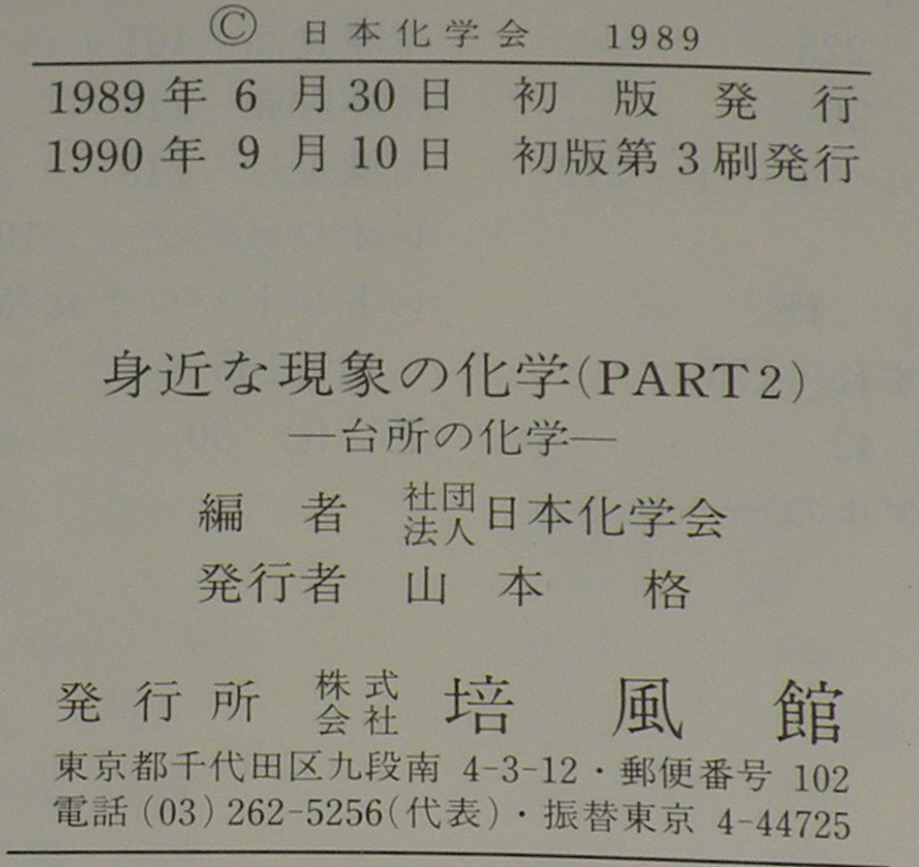 © 日本化学会 1989
1989年 6 月30日 初版発行
1990年 9 月10日 初版第3刷発行
身近な現象の化学(PART2)
―台所の化学―
編者 社団法人日本化学会
発行者 山本格
発行所 株式会社 培風館
東京都千代田区九段南 4-3-12・郵便番号 102
電話(03)262-5256(代表)・振替東京 4-44725